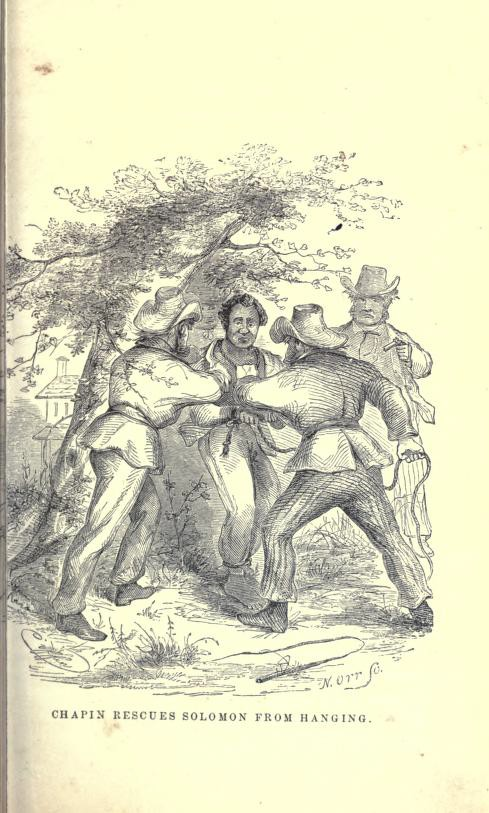 N. Orr Sc.
CHAPIN RESCUES SOLOMON FROM HANGING.